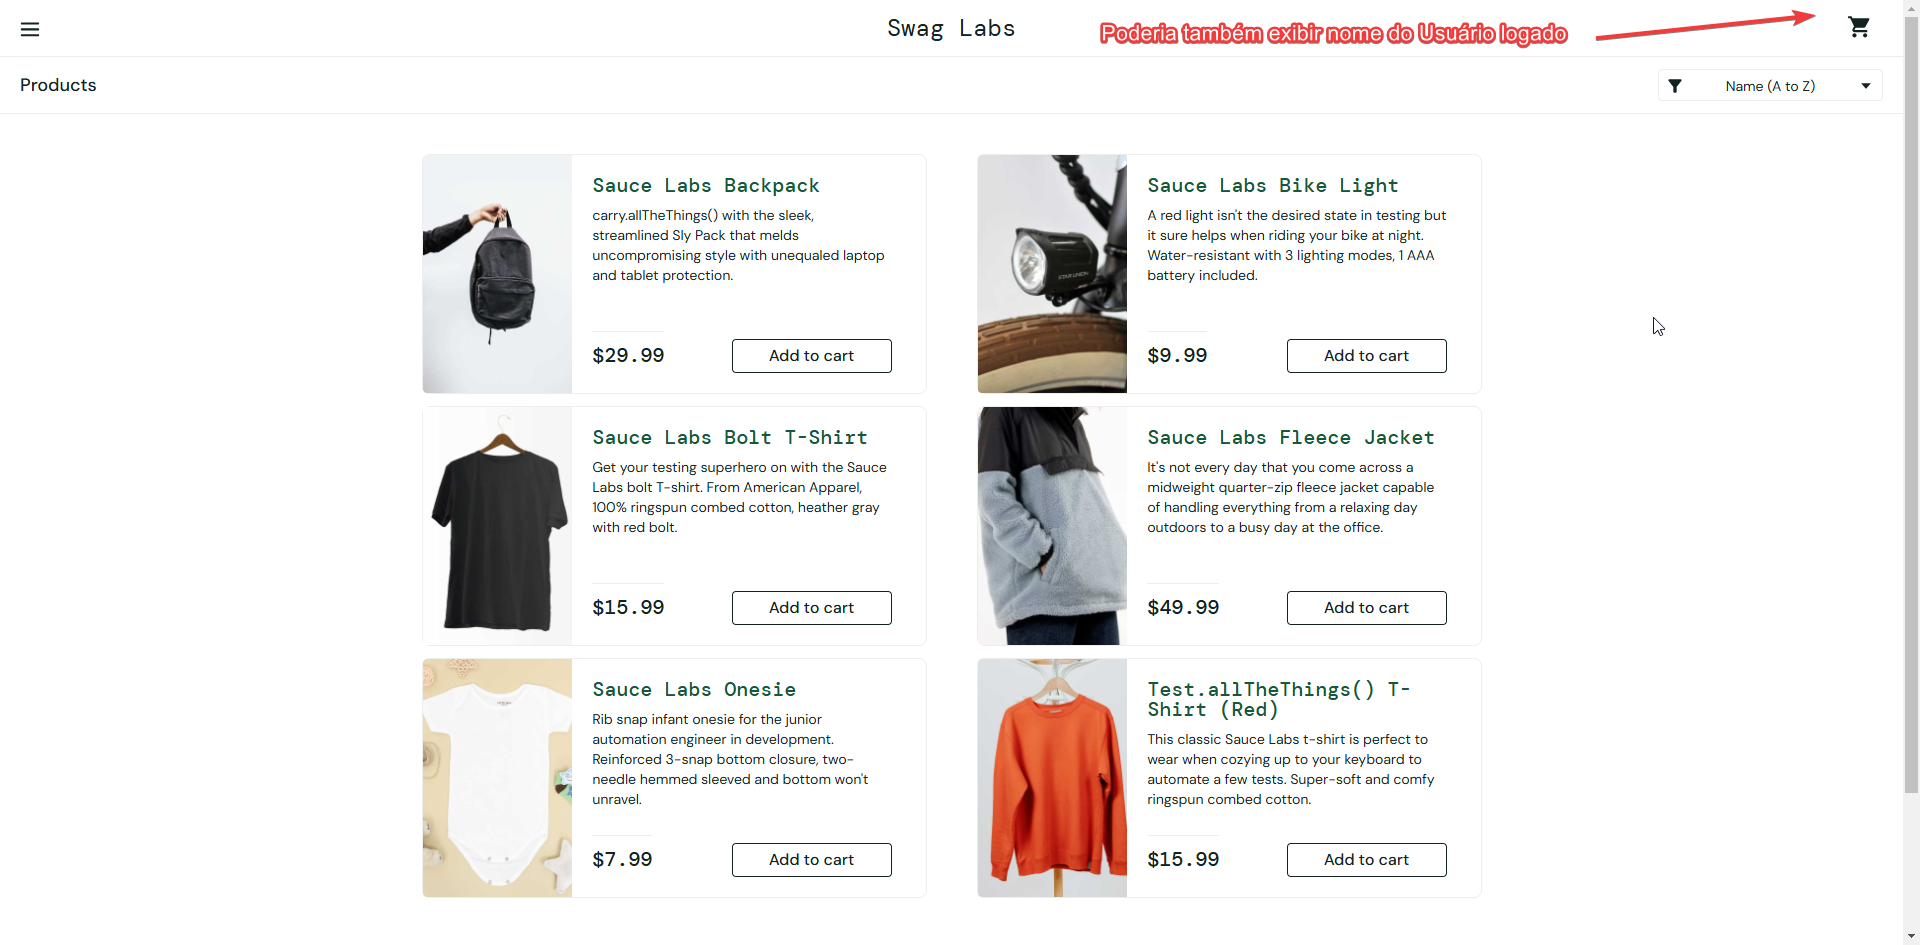 Swag Labs
Poderia também exibir nome do Usuário logado
Products
Name (A to Z)
Sauce Labs Backpack
carry.allTheThings() with the sleek,
streamlined Sly Pack that melds
uncompromising style with unequaled laptop
and tablet protection.
$29.99
Add to cart
Sauce Labs Bike Light
A red light isn't the desired state in testing but
it sure helps when riding your bike at night.
Water-resistant with 3 lighting modes, 1 AAA
battery included.
STAR UNION
$9.99
Add to cart
Sauce Labs Bolt T-Shirt
Get your testing superhero on with the Sauce
Labs bolt T-shirt. From American Apparel,
100% ringspun combed cotton, heather gray
with red bolt.
$15.99
Add to cart
Sauce Labs Fleece Jacket
It's not every day that you come across a
midweight quarter-zip fleece jacket capable
of handling everything from a relaxing day
outdoors to a busy day at the office.
$49.99
Add to cart
Sauce Labs Onesie
Rib snap infant onesie for the junior
automation engineer in development.
Reinforced 3-snap bottom closure, two-
needle hemmed sleeved and bottom won't
unravel.
$7.99
Add to cart
Test.allTheThings() T-
Shirt (Red)
This classic Sauce Labs t-shirt is perfect to
wear when cozying up to your keyboard to
automate a few tests. Super-soft and comfy
ringspun combed cotton.
$15.99
Add to cart